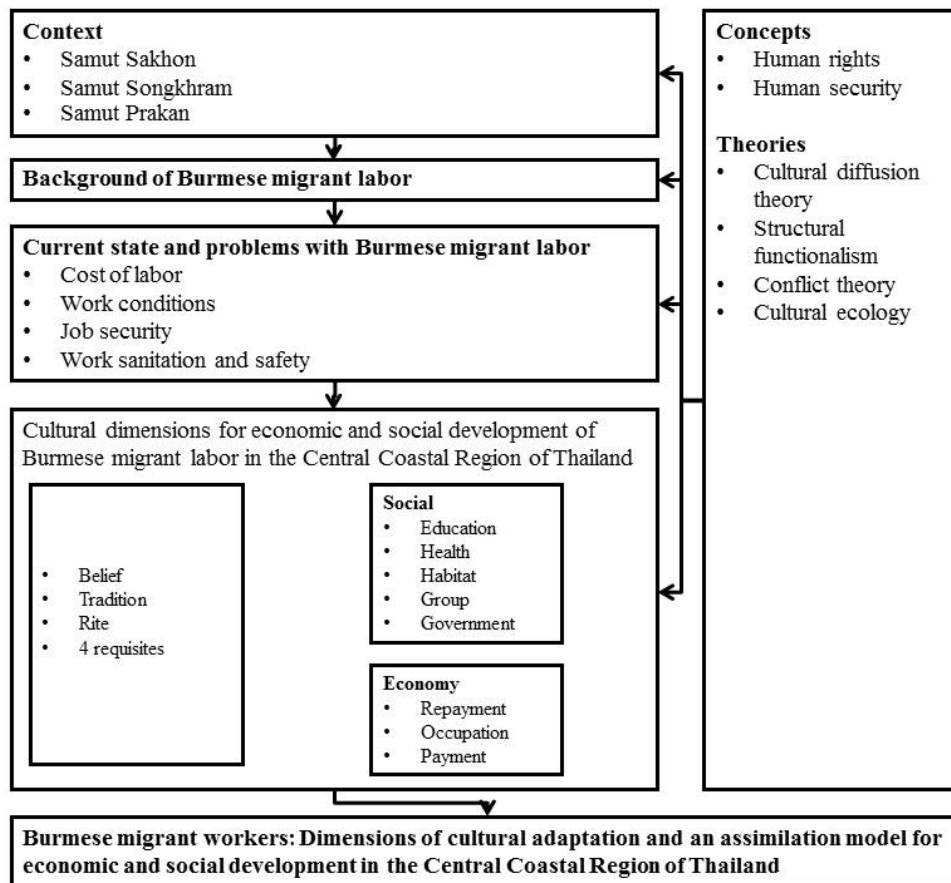 Context
• Samut Sakhon
• Samut Songkhram
• Samut Prakan
Background of Burmese migrant labor
Current state and problems with Burmese migrant labor
• Cost of labor
• Work conditions
• Job security
• Work sanitation and safety
Cultural dimensions for economic and social development of
Burmese migrant labor in the Central Coastal Region of Thailand
• Belief
• Tradition
• Rite
• 4 requisites
Social
• Education
• Health
• Habitat
• Group
• Government
Economy
• Repayment
• Occupation
• Payment
Concepts
• Human rights
• Human security
Theories
• Cultural diffusion
theory
• Structural
functionalism
• Conflict theory
• Cultural ecology
Burmese migrant workers: Dimensions of cultural adaptation and an assimilation model for
economic and social development in the Central Coastal Region of Thailand